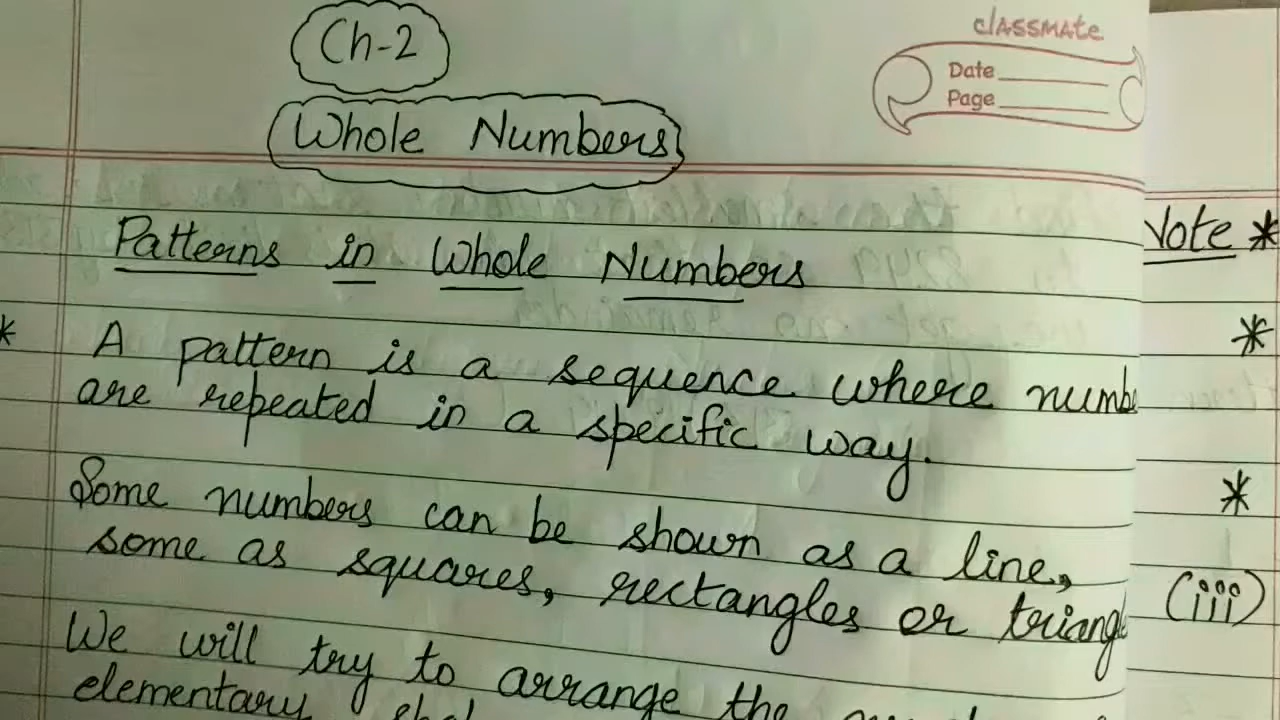 Ch-2
classmate
Date
Page
Whole Numbers
Patterns in Whole Numbers
Note *
* A pattern is a sequence where numbe
*
are repeated in a specific way.
Some numbers can be shown as a line,
*
some as squares, rectangles or triangl
(iii)
We will try to arrange the
elementary